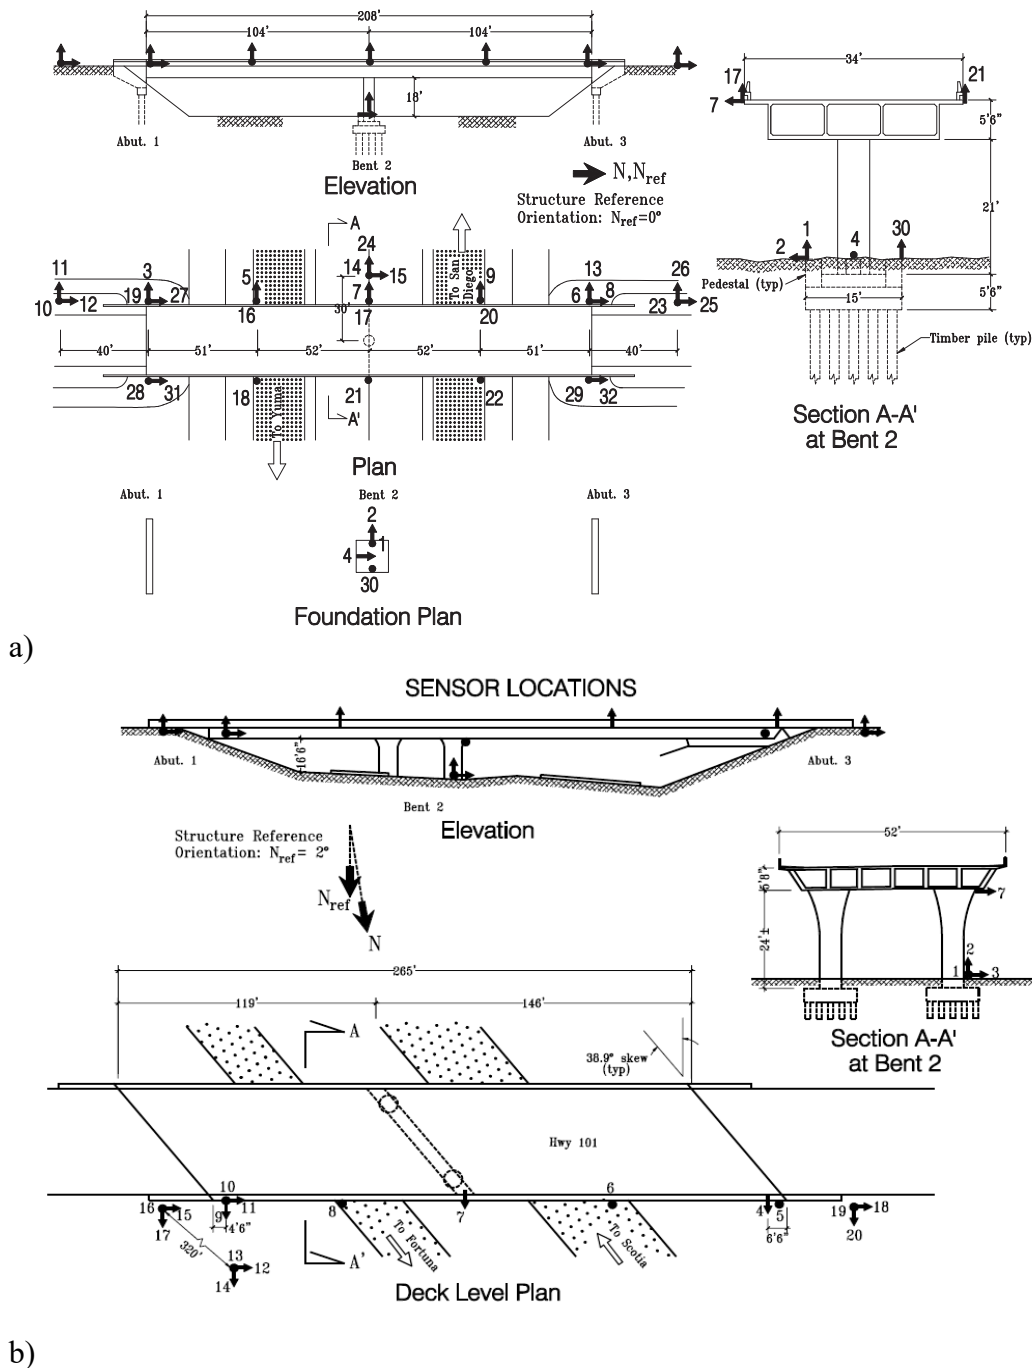 208'
104' 104'
18'
Abut. 1
Abut. 3
Bent 2
Elevation
N,Nref
Structure Reference
Orientation: Nref=0°
34'
17
7
21
5'6"
21'
1
30
2
4
Pedestal (typ)
15'
5'6"
Timber pile (typ)
Section A-A'
at Bent 2
A
24
11 3 5 14 15 To San Diego 9 13 26
10 12 19 27 7 6 8 23 25
16 30' 17 20
40' 51' 52' 52' 51' 40'
28 31 18 To Yuma 21 22 29 32
A'
Plan
Abut. 1
Bent 2
Abut. 3
2
1
4
30
Foundation Plan
a)
SENSOR LOCATIONS
Abut. 1
16'6"
Abut. 3
Bent 2
Elevation
Structure Reference
Orientation: Nref= 2°
Nref
N
52'
6'8"
7
24'±
2
1 3
Section A-A'
at Bent 2
265'
119' 146'
A
38.9° skew
(typ)
Hwy 101
10
16 15 9 11 8 7 6 4 5 19 18
17 4'6" 6'6" 20
320'
13 12
14
A'
To Fortuna
To Scotia
Deck Level Plan
b)